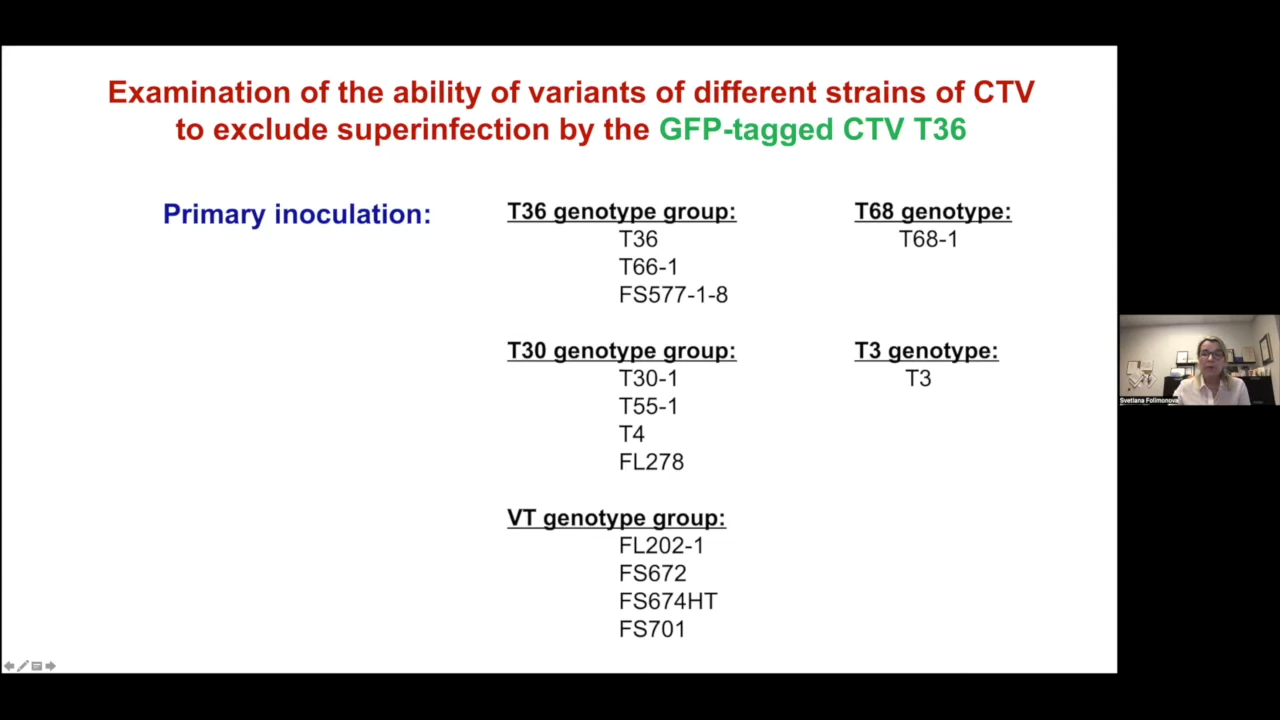 Examination of the ability of variants of different strains of CTV
to exclude superinfection by the GFP-tagged CTV T36
Primary inoculation:
T36 genotype group:
T36
T66-1
FS577-1-8
T30 genotype group:
T30-1
T55-1
T4
FL278
VT genotype group:
FL202-1
FS672
FS674HT
FS701
T68 genotype:
T68-1
T3 genotype:
T3
Svetlana Folimonova